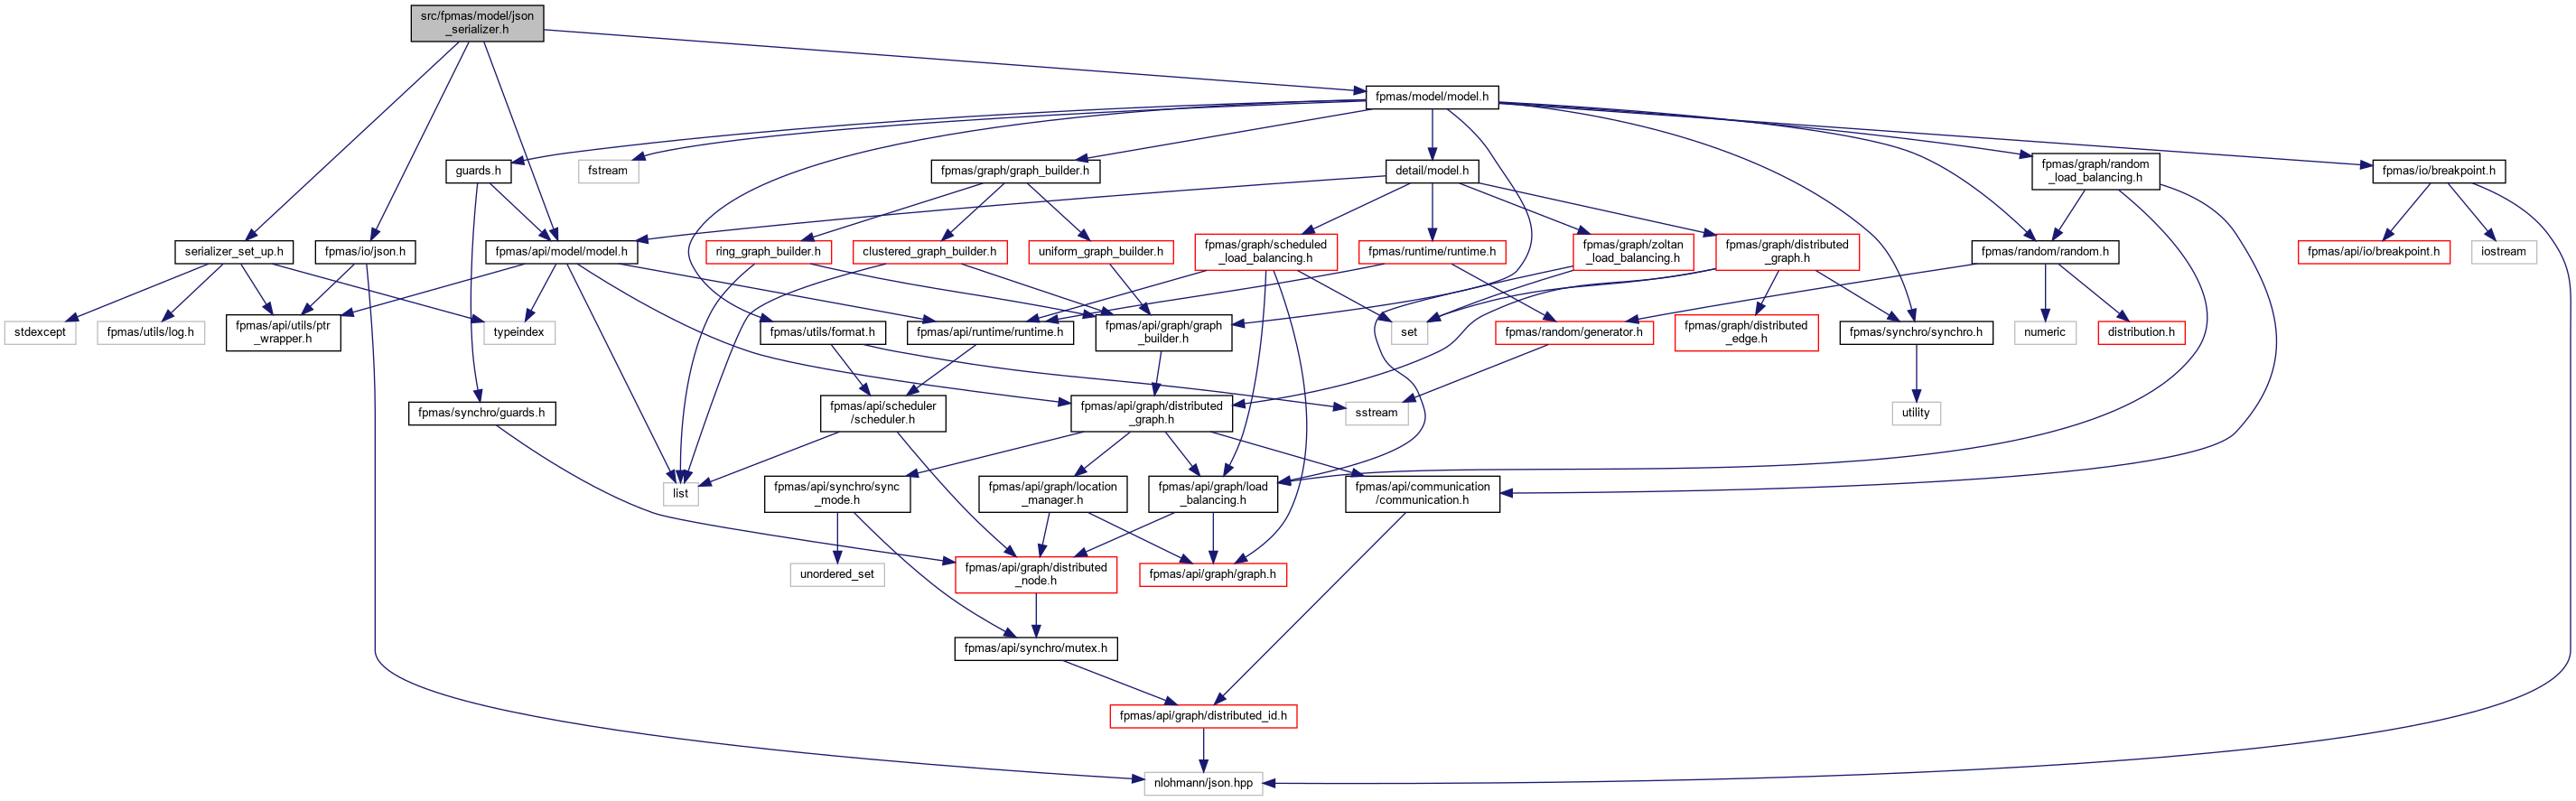 src/fpmas/model/json
_serializer.h
fpmas/model/model.h
guards.h
fstream
fpmas/graph/graph_builder.h
detail/model.h
fpmas/graph/random
_load_balancing.h
fpmas/io/breakpoint.h
serializer_set_up.h
fpmas/io/json.h
fpmas/api/model/model.h
ring_graph_builder.h
clustered_graph_builder.h
uniform_graph_builder.h
fpmas/graph/scheduled
_load_balancing.h
fpmas/runtime/runtime.h
fpmas/graph/zoltan
_load_balancing.h
fpmas/graph/distributed
_graph.h
fpmas/random/random.h
fpmas/api/io/breakpoint.h
iostream
stdexcept
fpmas/utils/log.h
fpmas/api/utils/ptr
_wrapper.h
typeindex
fpmas/utils/format.h
fpmas/api/runtime/runtime.h
fpmas/api/graph/graph
_builder.h
set
fpmas/random/generator.h
fpmas/graph/distributed
_edge.h
fpmas/synchro/synchro.h
numeric
distribution.h
fpmas/synchro/guards.h
fpmas/api/scheduler
/scheduler.h
fpmas/api/graph/distributed
_graph.h
sstream
utility
list
fpmas/api/synchro/sync
_mode.h
fpmas/api/graph/location
_manager.h
fpmas/api/graph/load
_balancing.h
fpmas/api/communication
/communication.h
unordered_set
fpmas/api/graph/distributed
_node.h
fpmas/api/graph/graph.h
fpmas/api/synchro/mutex.h
fpmas/api/graph/distributed_id.h
nlohmann/json.hpp